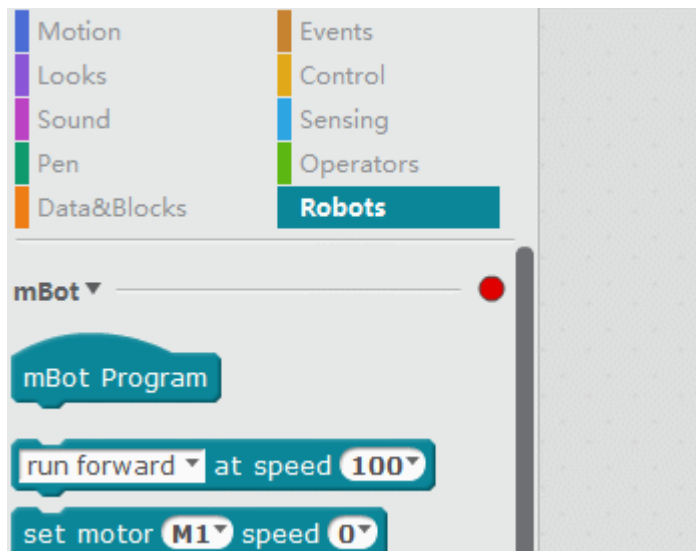 Motion
Events
Looks
Control
Sound
Sensing
Pen
Operators
Data&Blocks
Robots
mBot
mBot Program
run forward at speed 100
set motor M1 speed 0